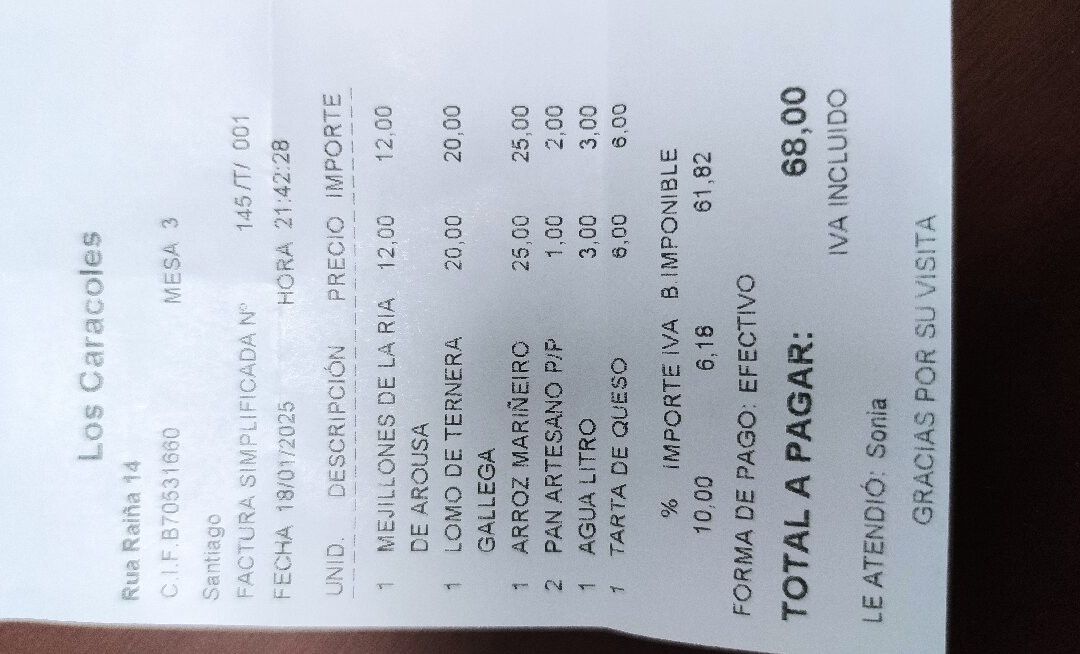 Los Caracoles
Rua Raiña 14
C.I.F.B70531660 MESA 3
Santiago
FACTURA SIMPLIFICADA Nº 145/T/ 001
FECHA 18/01/2025 HORA 21:42:28
UNID. DESCRIPCIÓN PRECIO IMPORTE
1 MEJILLONES DE LA RIA 12,00 12,00
DE AROUSA
1 LOMO DE TERNERA 20,00 20,00
GALLEGA
1 ARROZ MARIÑEIRO 25,00 25,00
2 PAN ARTESANO P/P 1,00 2,00
1 AGUA LITRO 3,00 3,00
1 TARTA DE QUESO 6,00 6,00
% IMPORTE IVA B.IMPONIBLE
10,00 6,18 61,82
FORMA DE PAGO: EFECTIVO
TOTAL A PAGAR: 68,00
IVA INCLUIDO
LE ATENDIÓ: Sonia
GRACIAS POR SU VISITA